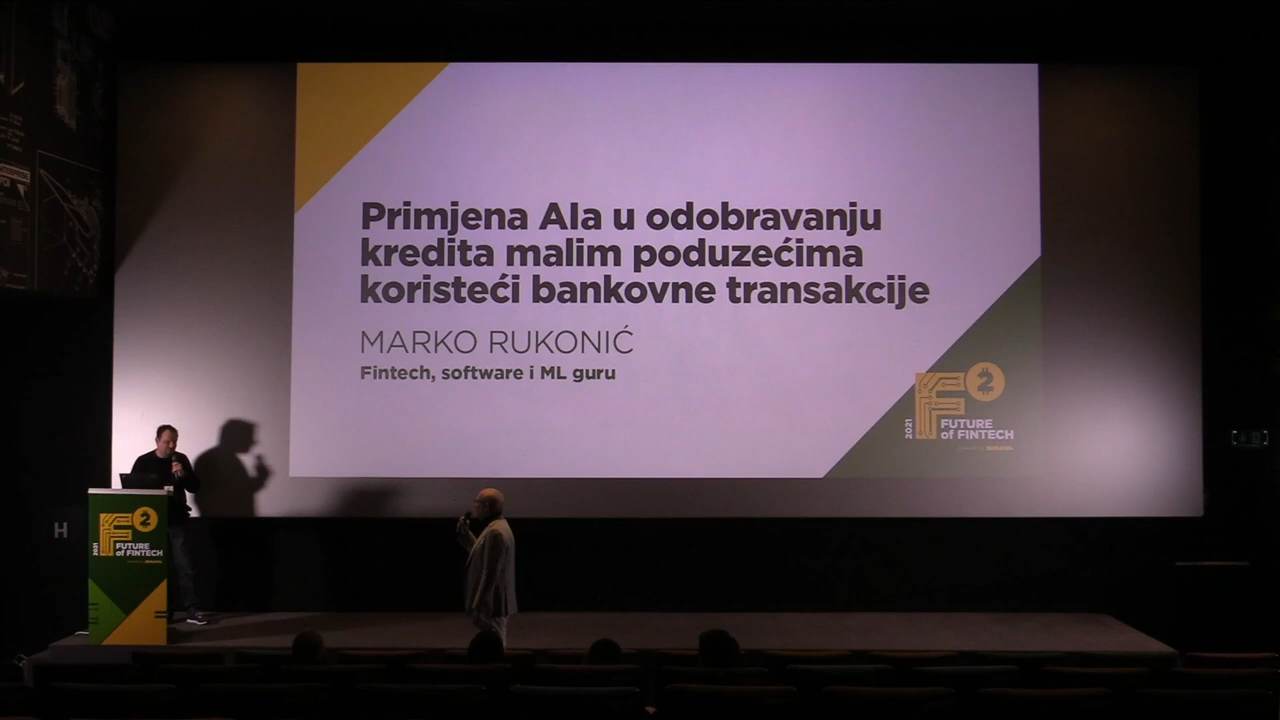 Primjena AIa u odobravanju
kredita malim poduzećima
koristeći bankovne transakcije
MARKO RUKONIĆ
Fintech, software i ML guru
2021
F2
FUTURE
of FINTECH
H
2021
F2
FUTURE
of FINTECH